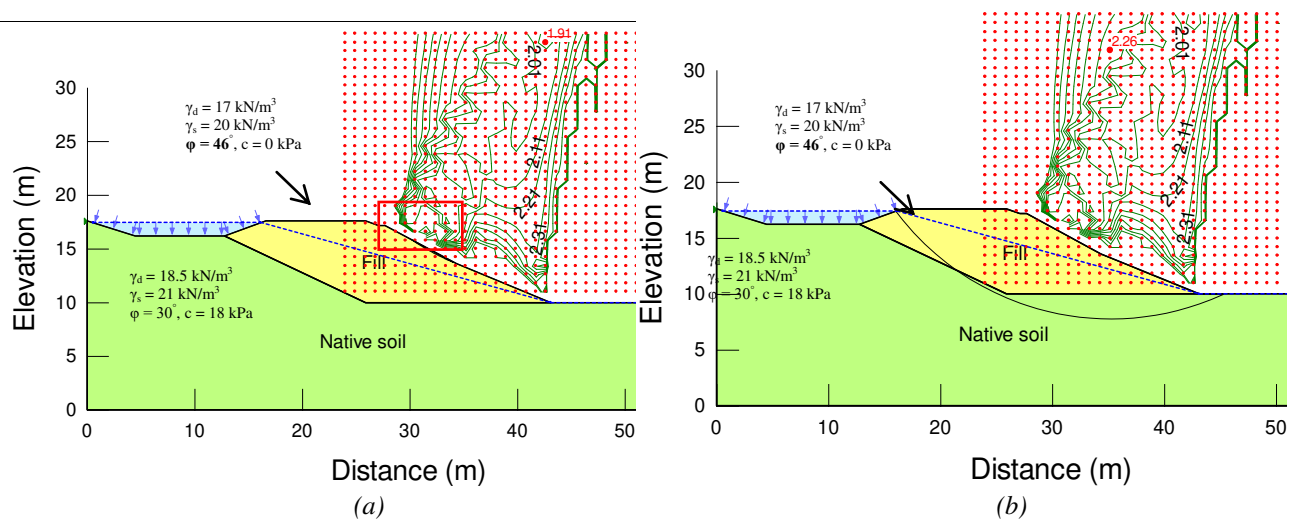 1.91
2.01
2.11
2.21
2.31
γd = 17 kN/m³
γs = 20 kN/m³
φ = 46°, c = 0 kPa
Fill
γd = 18.5 kN/m³
γs = 21 kN/m³
φ = 30°, c = 18 kPa
Native soil
30
25
20
15
10
5
0
Elevation (m)
0
10
20
30
40
50
Distance (m)
(a)
2.26
2.01
2.11
2.21
2.31
γd = 17 kN/m³
γs = 20 kN/m³
φ = 46°, c = 0 kPa
Fill
γd = 18.5 kN/m³
γs = 21 kN/m³
φ = 30°, c = 18 kPa
Native soil
30
25
20
15
10
5
0
Elevation (m)
0
10
20
30
40
50
Distance (m)
(b)